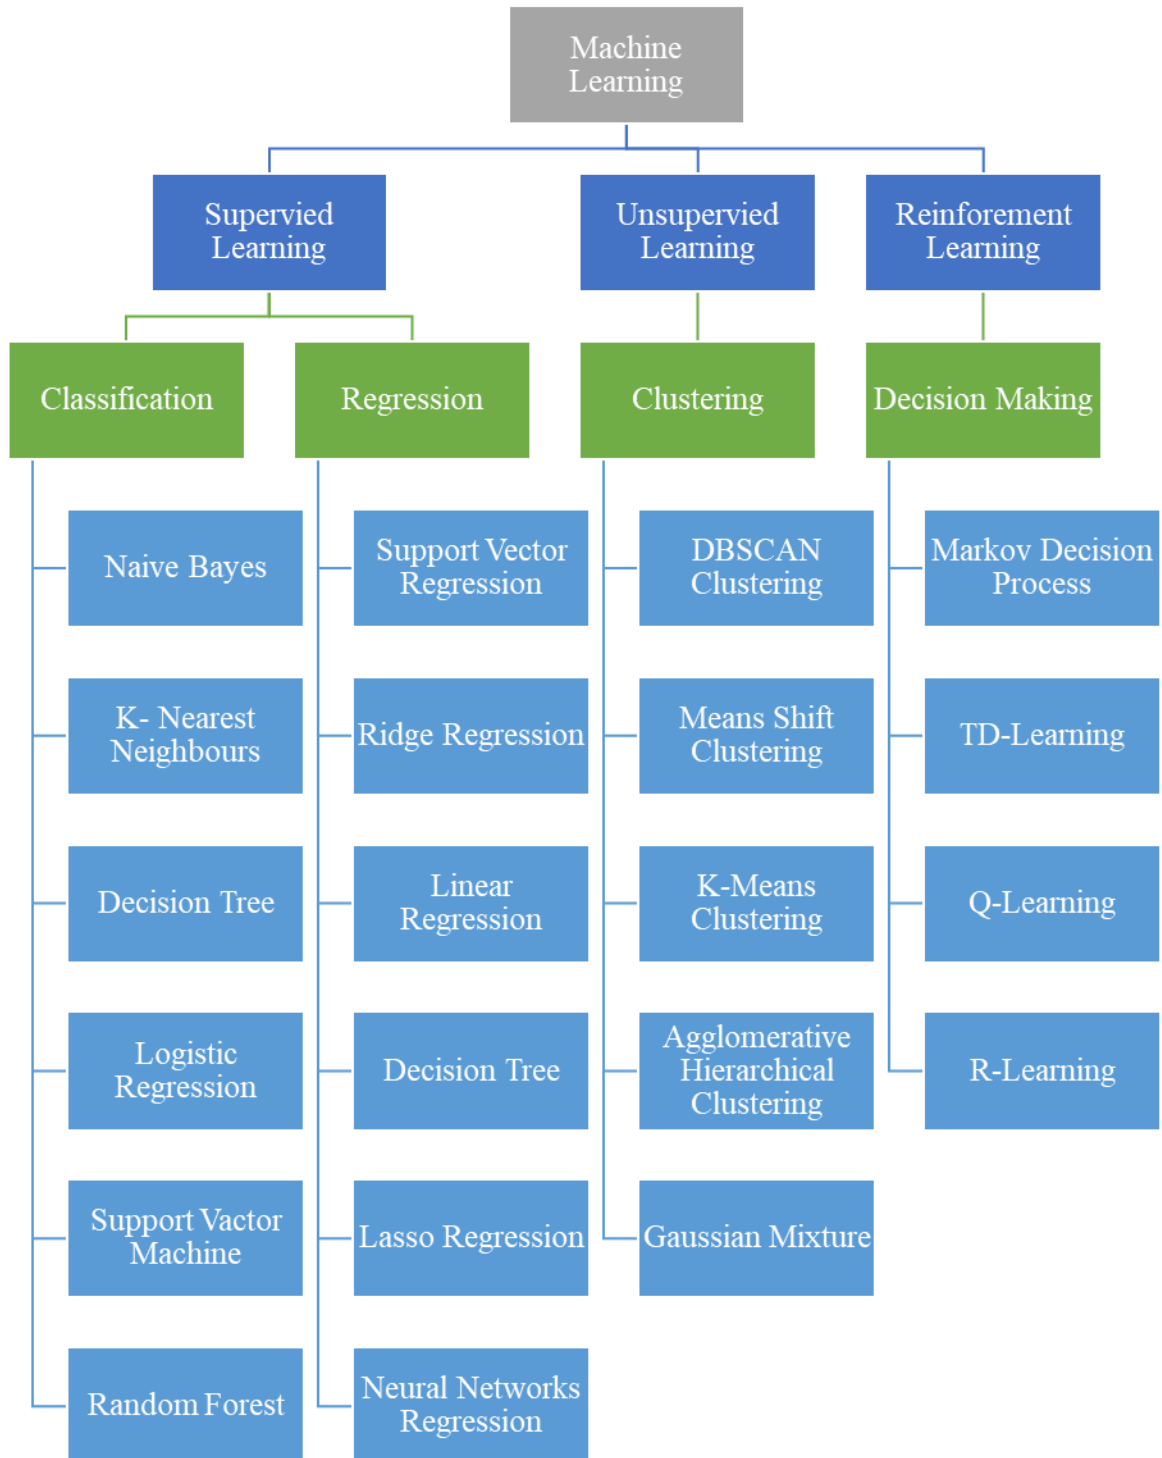 Machine
Learning
Supervied
Learning
Unsupervied
Learning
Reinforement
Learning
Classification
Regression
Clustering
Decision Making
Naive Bayes
K- Nearest
Neighbours
Decision Tree
Logistic
Regression
Support Vactor
Machine
Random Forest
Support Vector
Regression
Ridge Regression
Linear
Regression
Decision Tree
Lasso Regression
Neural Networks
Regression
DBSCAN
Clustering
Means Shift
Clustering
K-Means
Clustering
Agglomerative
Hierarchical
Clustering
Gaussian Mixture
Markov Decision
Process
TD-Learning
Q-Learning
R-Learning